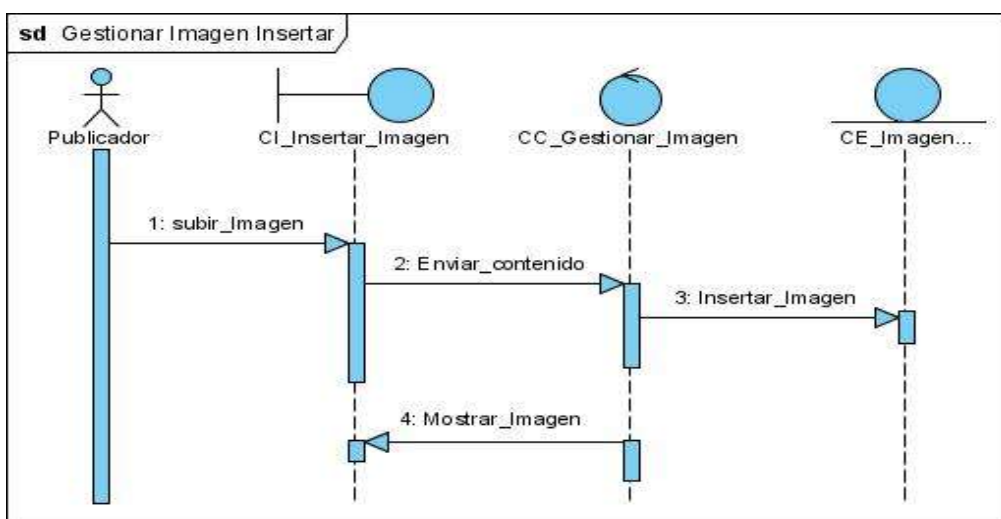 sd Gestionar Imagen Insertar
Publicador
CI_Insertar_Imagen
CC_Gestionar_Imagen
CE_Imagen...
1: subir_Imagen
2: Enviar_contenido
3: Insertar_Imagen
4: Mostrar_Imagen